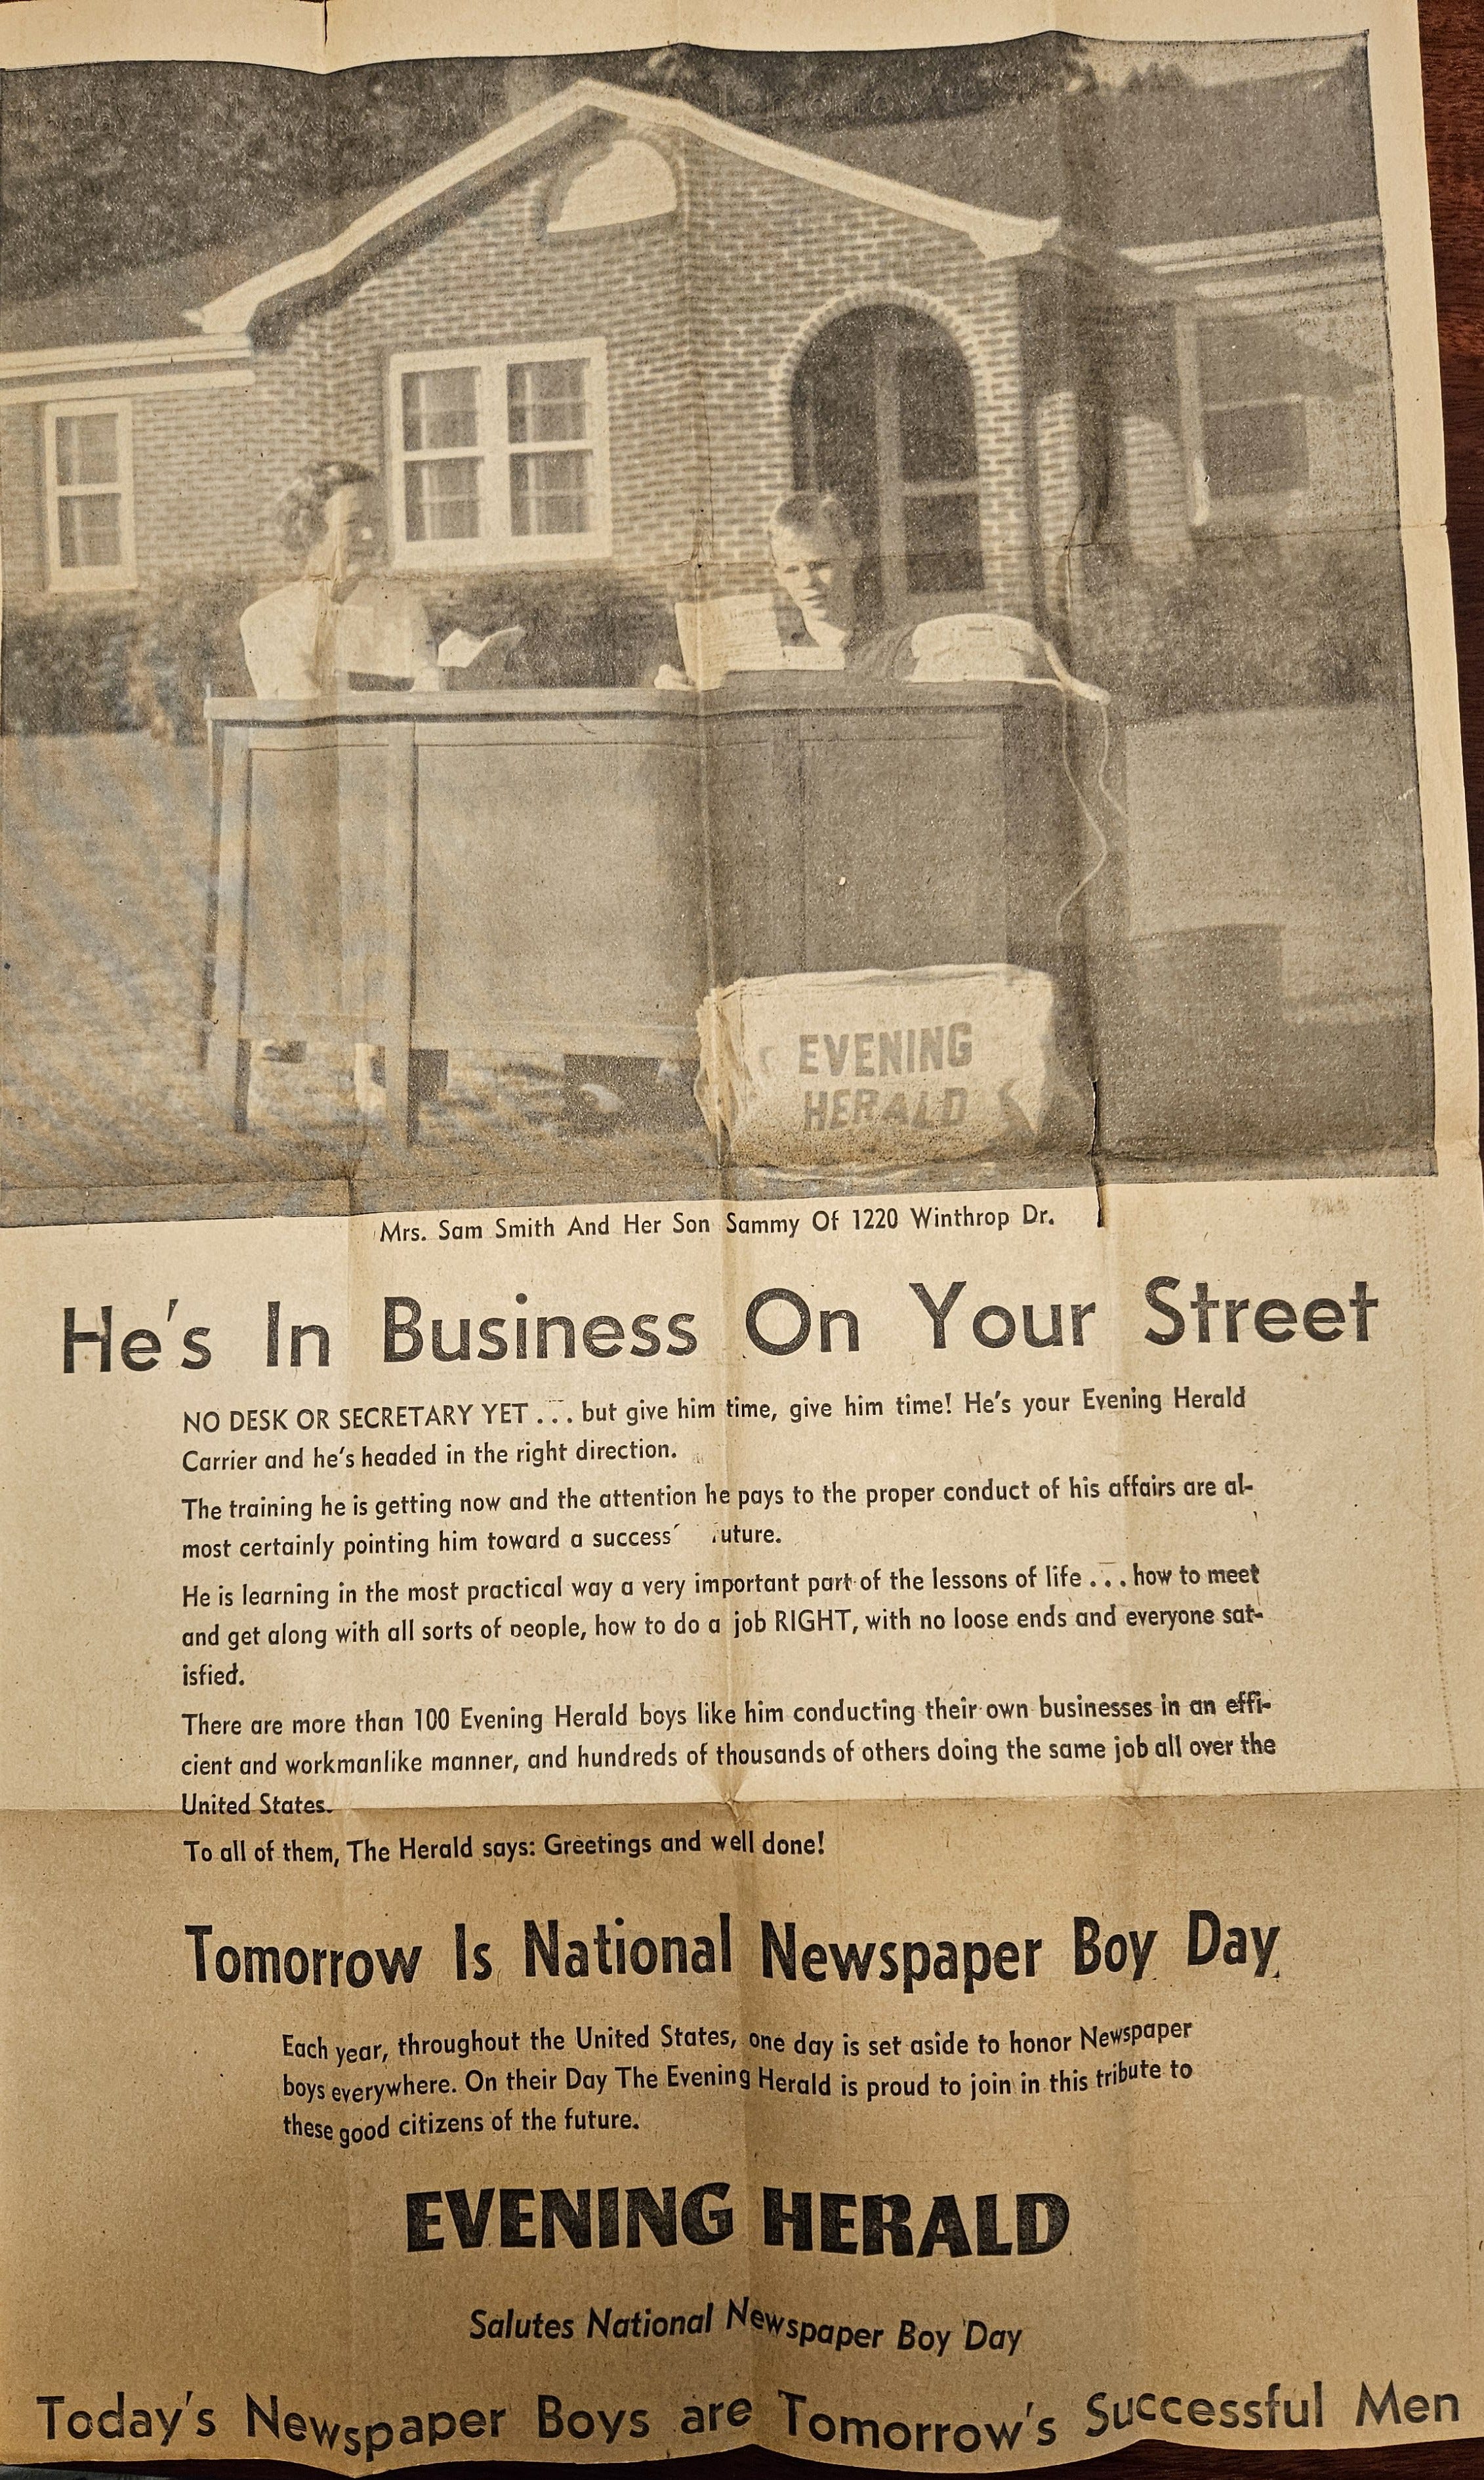 EVENING
HERALD
Mrs. Sam Smith And Her Son Sammy Of 1220 Winthrop Dr.
He's In Business On Your Street
NO DESK OR SECRETARY YET ... but give him time, give him time! He's your Evening Herald
Carrier and he's headed in the right direction.
The training he is getting now and the attention he pays to the proper conduct of his affairs are al-
most certainly pointing him toward a success uture.
He is learning in the most practical way a very important part of the lessons of life ... how to meet
and get along with all sorts of people, how to do a job RIGHT, with no loose ends and everyone sat-
isfied.
There are more than 100 Evening Herald boys like him conducting their own businesses in an effi-
cient and workmanlike manner, and hundreds of thousands of others doing the same job all over the
United States.
To all of them, The Herald says: Greetings and well done!
Tomorrow Is National Newspaper Boy Day
Each year, throughout the United States, one day is set aside to honor Newspaper
boys everywhere. On their Day The Evening Herald is proud to join in this tribute to
these good citizens of the future.
EVENING HERALD
Salutes National Newspaper Boy Day
Today's Newspaper Boys are Tomorrow's Successful Men